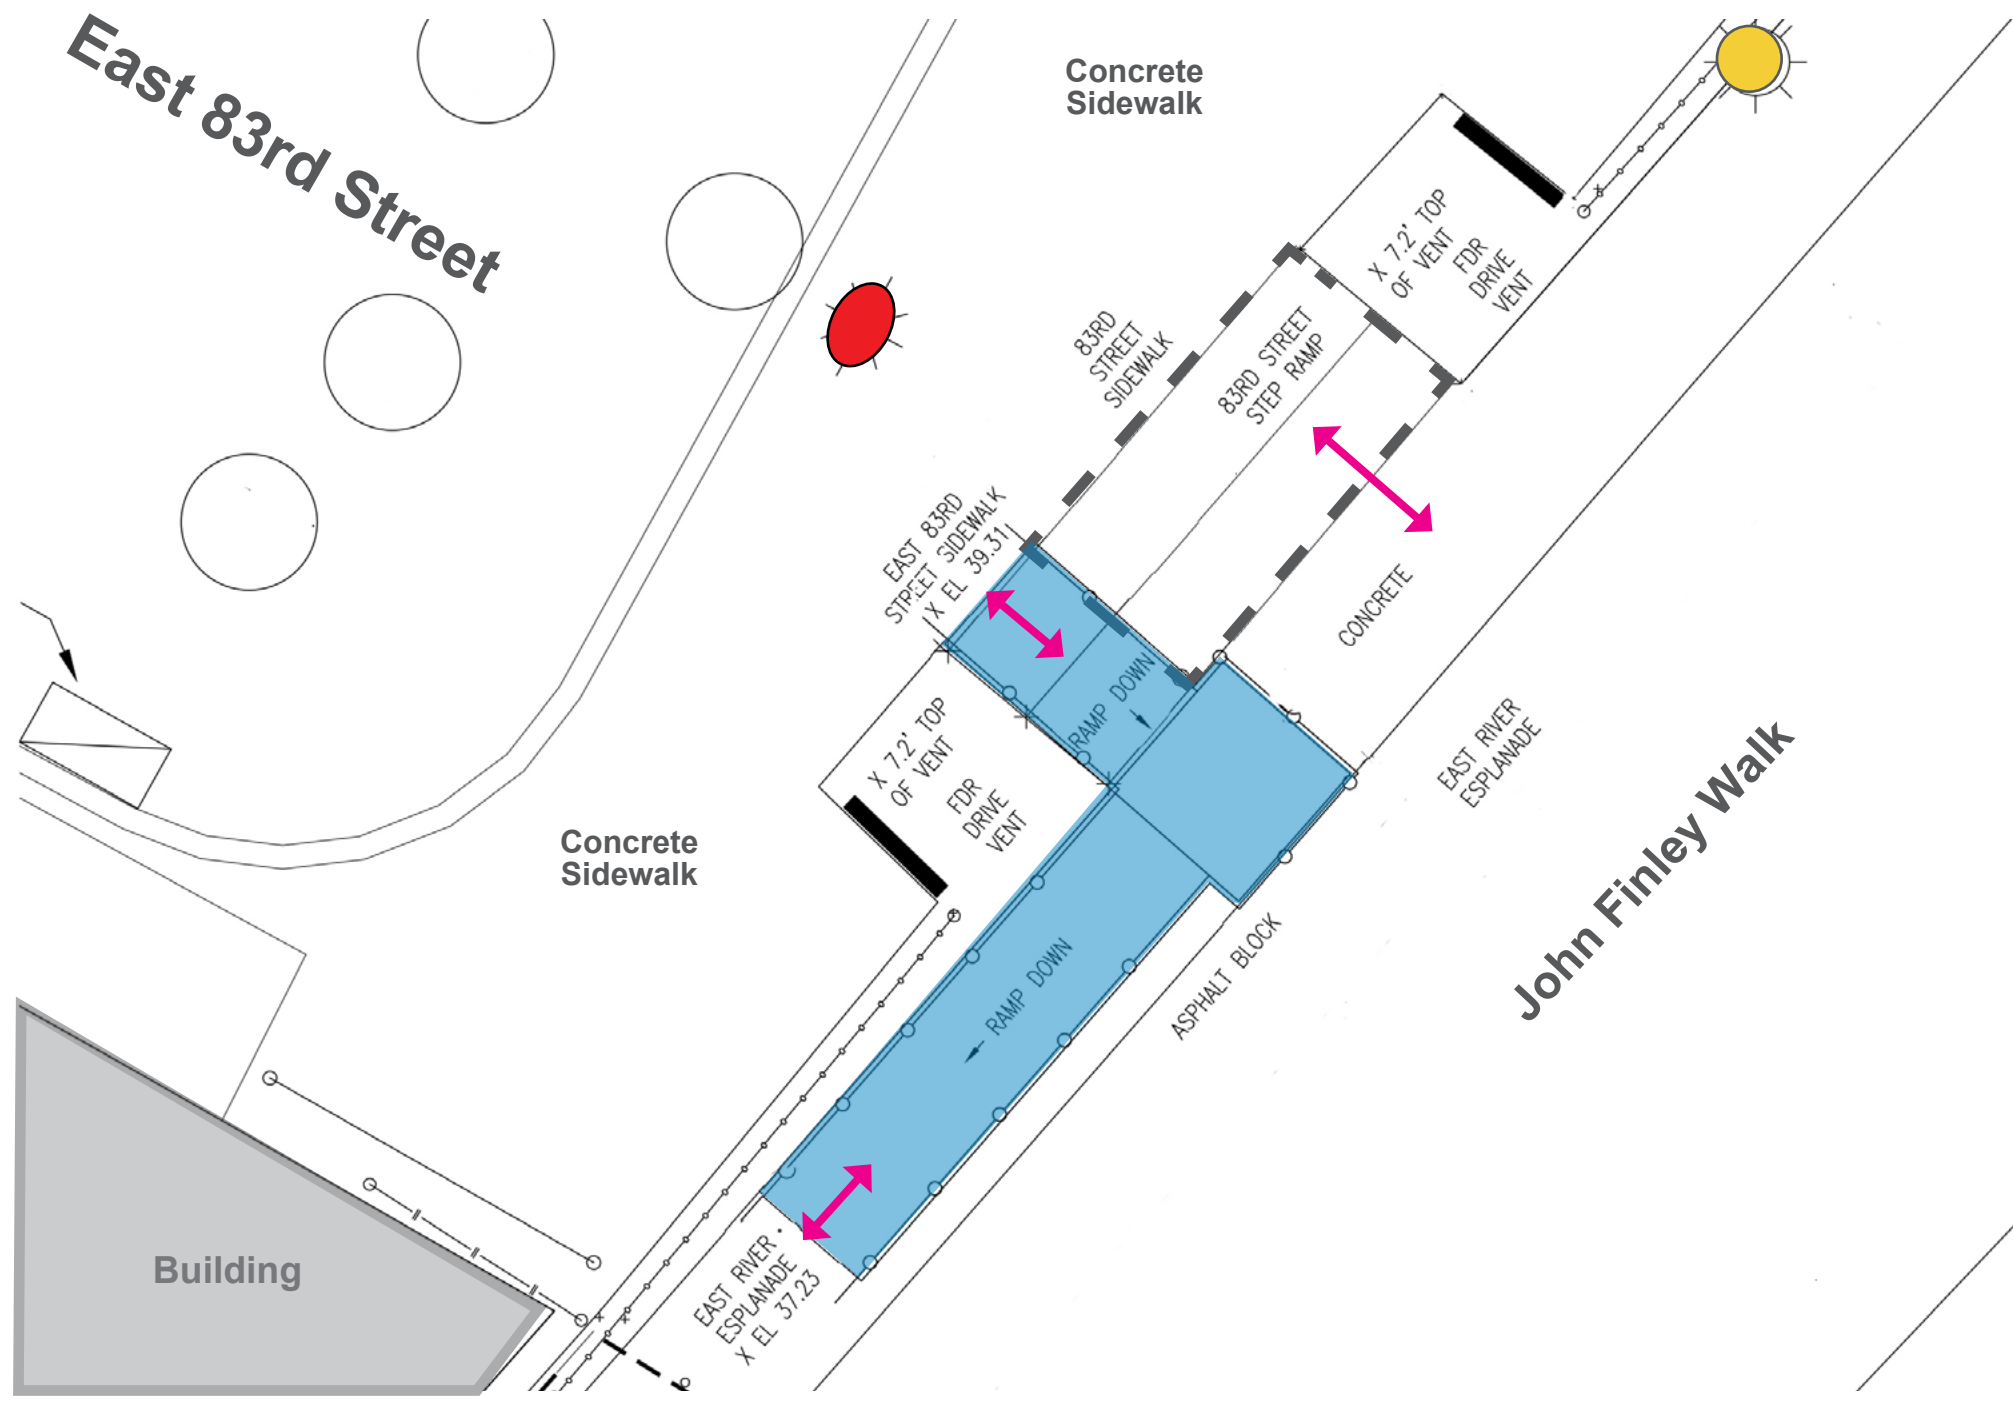 East 83rd Street
Concrete
Sidewalk
X 7.2' TOP
OF VENT
FDR
DRIVE
VENT
83RD
STREET
SIDEWALK
83RD STREET
STEP RAMP
EAST 83RD
STREET SIDEWALK
X EL 39.31
CONCRETE
RAMP DOWN
X 7.2' TOP
OF VENT
FDR
DRIVE
VENT
EAST RIVER
ESPLANADE
John Finley Walk
Concrete
Sidewalk
ASPHALT BLOCK
RAMP DOWN
EAST RIVER
ESPLANADE
X EL 37.23
Building